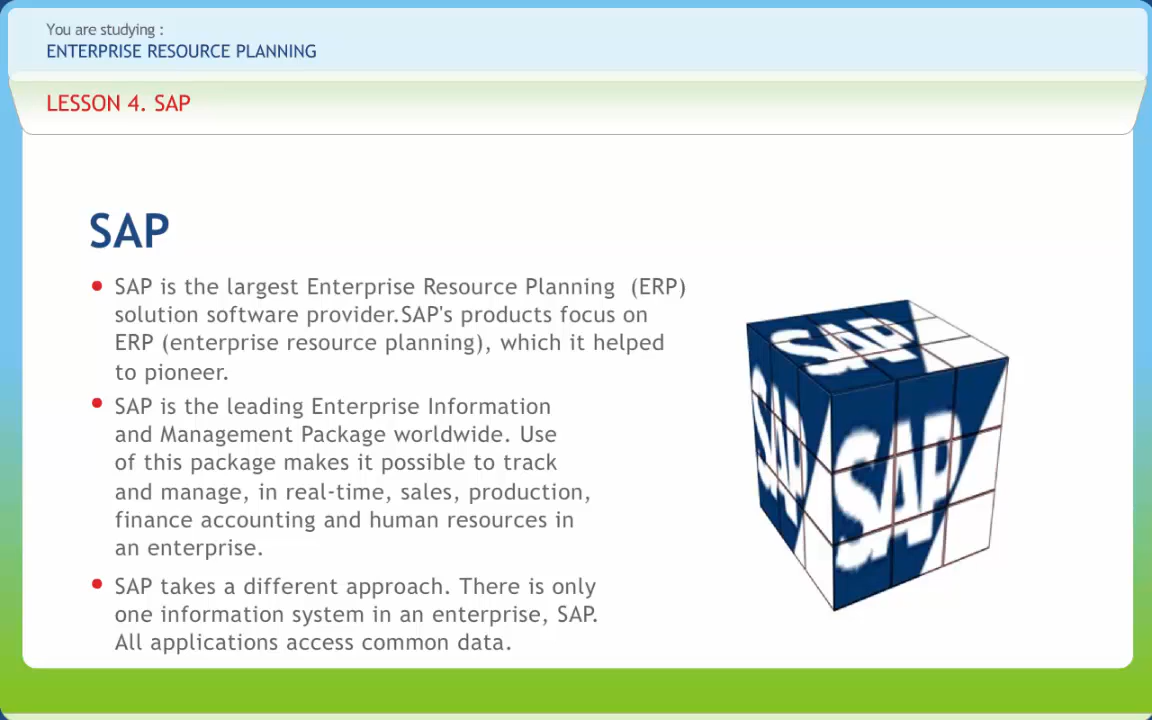 You are studying :
ENTERPRISE RESOURCE PLANNING
LESSON 4. SAP
SAP
SAP is the largest Enterprise Resource Planning  (ERP)
solution software provider.SAP's products focus on
ERP (enterprise resource planning), which it helped
to pioneer.
SAP is the leading Enterprise Information
and Management Package worldwide. Use
of this package makes it possible to track
and manage, in real-time, sales, production,
finance accounting and human resources in
an enterprise.
SAP takes a different approach. There is only
one information system in an enterprise, SAP.
All applications access common data.
SAP
SAP
SAP